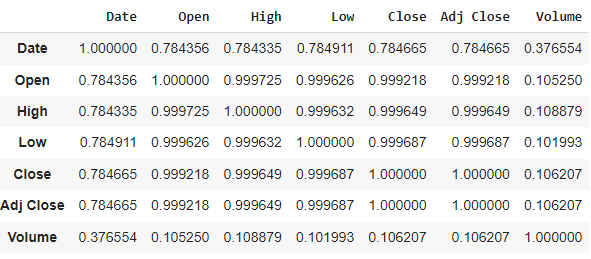 Date Open High Low Close Adj Close Volume
Date 1.000000 0.784356 0.784335 0.784911 0.784665 0.784665 0.376554
Open 0.784356 1.000000 0.999725 0.999626 0.999218 0.999218 0.105250
High 0.784335 0.999725 1.000000 0.999632 0.999649 0.999649 0.108879
Low 0.784911 0.999626 0.999632 1.000000 0.999687 0.999687 0.101993
Close 0.784665 0.999218 0.999649 0.999687 1.000000 1.000000 0.106207
Adj Close 0.784665 0.999218 0.999649 0.999687 1.000000 1.000000 0.106207
Volume 0.376554 0.105250 0.108879 0.101993 0.106207 0.106207 1.000000